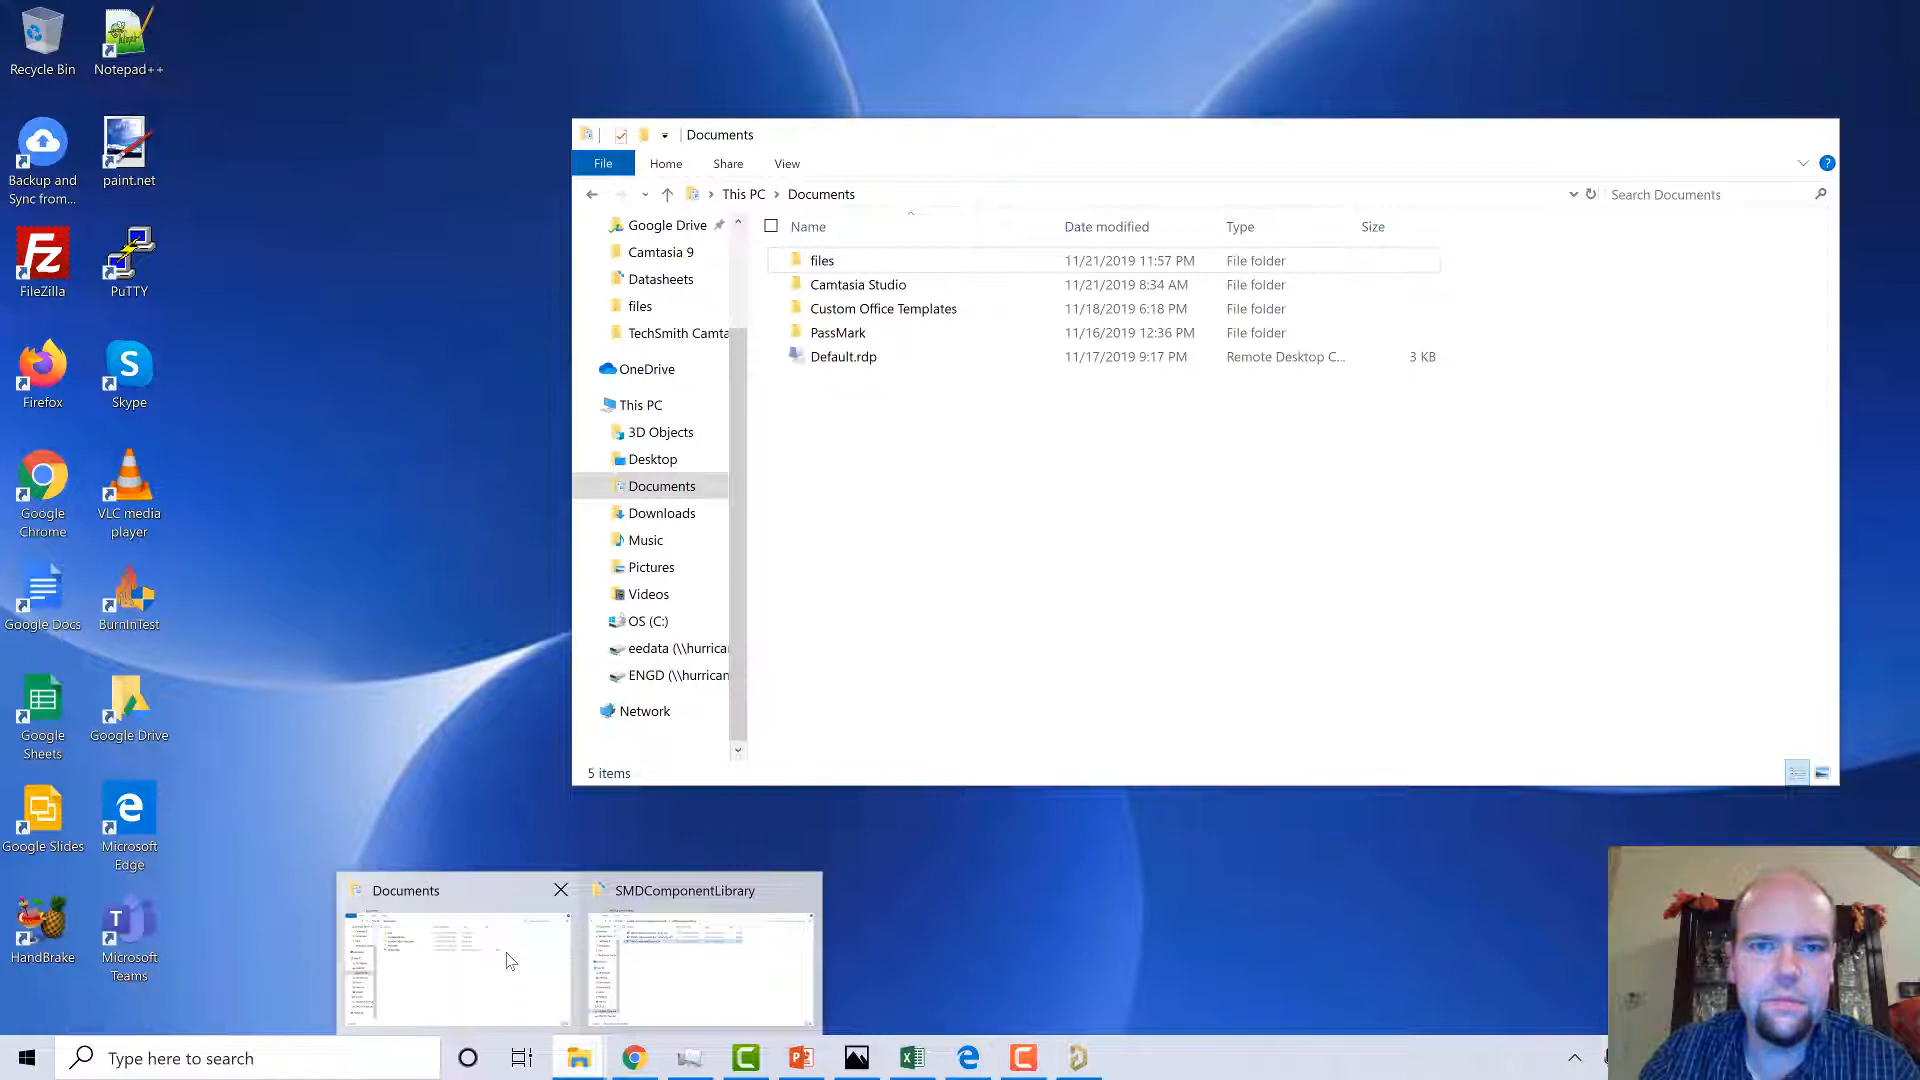 Recycle Bin
Notepad++
Backup and
Sync from...
paint.net
FileZilla
PuTTY
Firefox
Skype
Google
Chrome
VLC media
player
Google Docs
BurnInTest
Google
Sheets
Google Drive
Google Slides
Microsoft
Edge
HandBrake
Microsoft
Teams
Documents
File
Home
Share
View
This PC
Documents
Search Documents
Google Drive
Camtasia 9
Datasheets
files
TechSmith Camta
OneDrive
This PC
3D Objects
Desktop
Documents
Downloads
Music
Pictures
Videos
OS (C:)
eedata (\\hurrica
ENGD (\\hurrican
Network
Name Date modified Type Size
files 11/21/2019 11:57 PM File folder
Camtasia Studio 11/21/2019 8:34 AM File folder
Custom Office Templates 11/18/2019 6:18 PM File folder
PassMark 11/16/2019 12:36 PM File folder
Default.rdp 11/17/2019 9:17 PM Remote Desktop C... 3 KB
5 items
Documents
SMDComponentLibrary
Type here to search